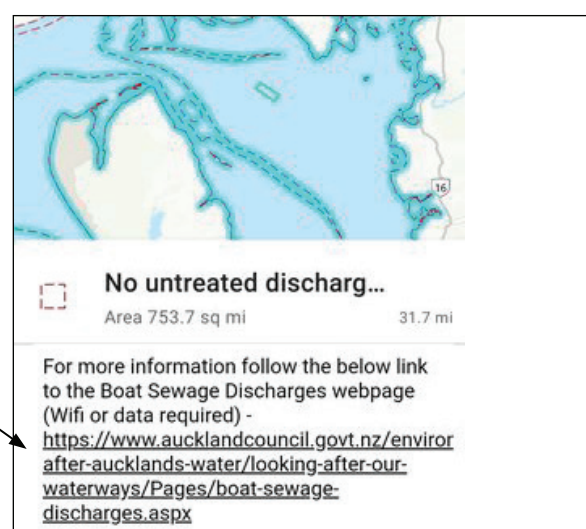 16
No untreated discharg...
Area 753.7 sq mi 31.7 mi
For more information follow the below link
to the Boat Sewage Discharges webpage
(Wifi or data required) -
https://www.aucklandcouncil.govt.nz/enviror
after-aucklands-water/looking-after-our-
waterways/Pages/boat-sewage-
discharges.aspx